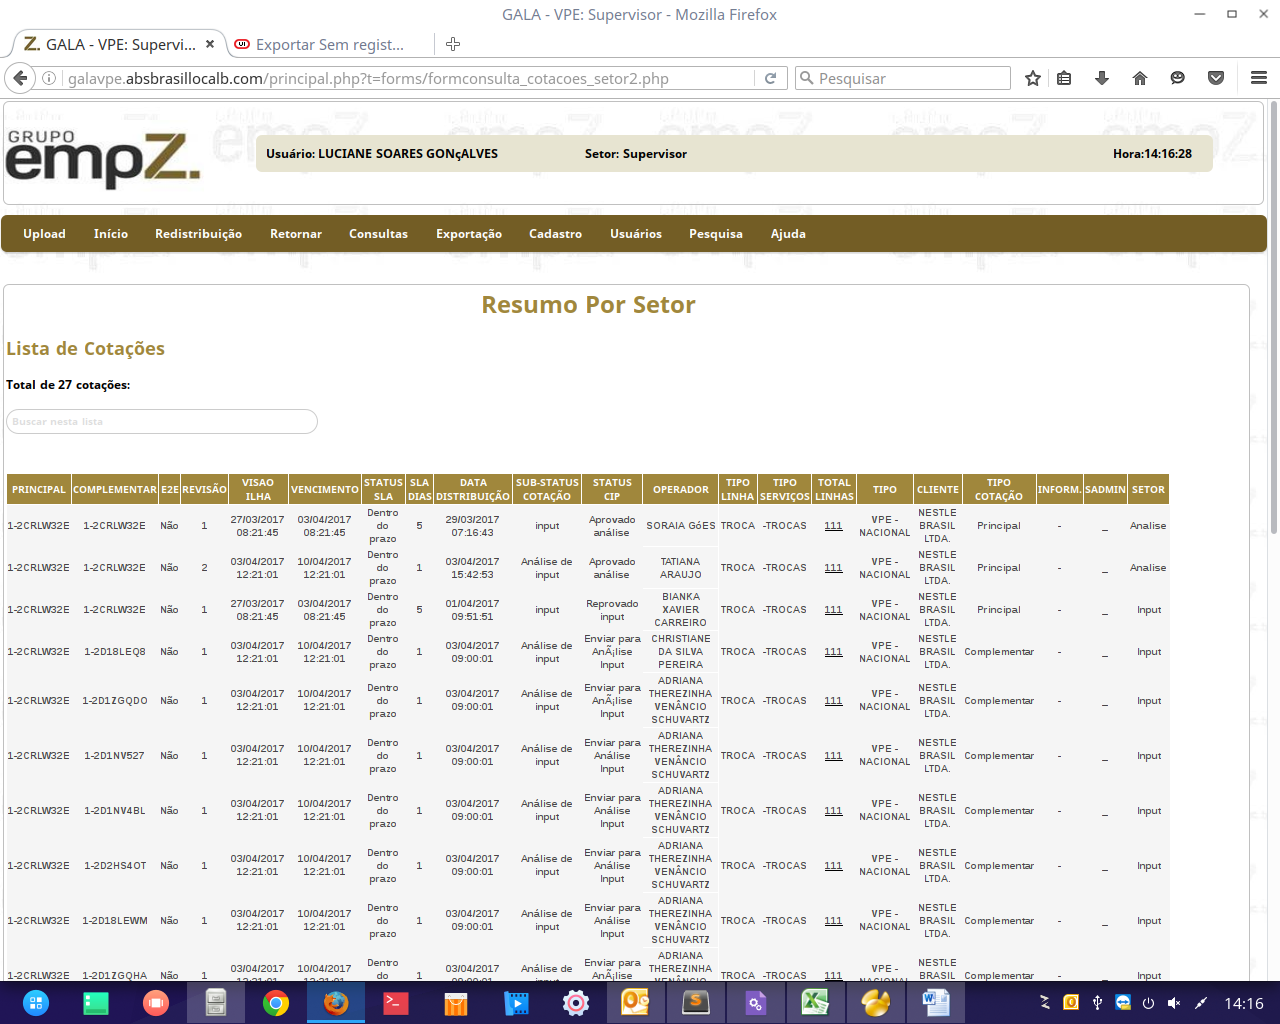 GALA - VPE: Supervisor - Mozilla Firefox
GALA - VPE: Supervi...
Exportar Sem regist...
galavpe.absbrasillocalb.com/principal.php?t=forms/formconsulta_cotacoes_setor2.php
Pesquisar
GRUPO
empZ.
Usuário: LUCIANE SOARES GONçALVES Setor: Supervisor Hora:14:16:28
Upload Início Redistribuição Retornar Consultas Exportação Cadastro Usuários Pesquisa Ajuda
Resumo Por Setor
Lista de Cotações
Total de 27 cotações:
Buscar nesta lista
PRINCIPAL COMPLEMENTAR E2E REVISÃO VISAO ILHA VENCIMENTO STATUS SLA SLA DIAS DATA DISTRIBUIÇÃO SUB-STATUS COTAÇÃO STATUS CIP OPERADOR TIPO LINHA TIPO SERVIÇOS TOTAL LINHAS TIPO CLIENTE TIPO COTAÇÃO INFORM. SADMIN SETOR
1-2CRLW32E 1-2CRLW32E Não 1 27/03/2017 08:21:45 03/04/2017 08:21:45 Dentro do prazo 5 29/03/2017 07:16:43 input Aprovado análise SORAIA GóES TROCA -TROCAS 111 VPE - NACIONAL NESTLE BRASIL LTDA. Principal - _ Analise
1-2CRLW32E 1-2CRLW32E Não 2 03/04/2017 12:21:01 10/04/2017 12:21:01 Dentro do prazo 1 03/04/2017 15:42:53 Análise de input Aprovado análise TATIANA ARAUJO TROCA -TROCAS 111 VPE - NACIONAL NESTLE BRASIL LTDA. Principal - _ Analise
1-2CRLW32E 1-2CRLW32E Não 1 27/03/2017 08:21:45 03/04/2017 08:21:45 Dentro do prazo 5 01/04/2017 09:51:51 input Reprovado input BIANKA XAVIER CARREIRO TROCA -TROCAS 111 VPE - NACIONAL NESTLE BRASIL LTDA. Principal - _ Input
1-2CRLW32E 1-2D18LEQ8 Não 1 03/04/2017 12:21:01 10/04/2017 12:21:01 Dentro do prazo 1 03/04/2017 09:00:01 Análise de input Enviar para AnÃ¡lise Input CHRISTIANE DA SILVA PEREIRA TROCA -TROCAS 111 VPE - NACIONAL NESTLE BRASIL LTDA. Complementar - _ Input
1-2CRLW32E 1-2D1ZGQDO Não 1 03/04/2017 12:21:01 10/04/2017 12:21:01 Dentro do prazo 1 03/04/2017 09:00:01 Análise de input Enviar para AnÃ¡lise Input ADRIANA THEREZINHA VENÂNCIO SCHUVARTZ TROCA -TROCAS 111 VPE - NACIONAL NESTLE BRASIL LTDA. Complementar - _ Input
1-2CRLW32E 1-2D1NV527 Não 1 03/04/2017 12:21:01 10/04/2017 12:21:01 Dentro do prazo 1 03/04/2017 09:00:01 Análise de input Enviar para Análise Input ADRIANA THEREZINHA VENÂNCIO SCHUVARTZ TROCA -TROCAS 111 VPE - NACIONAL NESTLE BRASIL LTDA. Complementar - _ Input
1-2CRLW32E 1-2D1NV4BL Não 1 03/04/2017 12:21:01 10/04/2017 12:21:01 Dentro do prazo 1 03/04/2017 09:00:01 Análise de input Enviar para Análise Input ADRIANA THEREZINHA VENÂNCIO SCHUVARTZ TROCA -TROCAS 111 VPE - NACIONAL NESTLE BRASIL LTDA. Complementar - _ Input
1-2CRLW32E 1-2D2HS4OT Não 1 03/04/2017 12:21:01 10/04/2017 12:21:01 Dentro do prazo 1 03/04/2017 09:00:01 Análise de input Enviar para Análise Input ADRIANA THEREZINHA VENÂNCIO SCHUVARTZ TROCA -TROCAS 111 VPE - NACIONAL NESTLE BRASIL LTDA. Complementar _ Input
1-2CRLW32E 1-2D18LEWM Não 1 03/04/2017 12:21:01 10/04/2017 12:21:01 Dentro do prazo 1 03/04/2017 09:00:01 Análise de input Enviar para Análise Input ADRIANA THEREZINHA VENÂNCIO SCHUVARTZ TROCA -TROCAS 111 VPE - NACIONAL NESTLE BRASIL LTDA. Complementar - _ Input
1-2CRLW32E 1-2D1ZGQHA Não 1 03/04/2017 12:21:01 10/04/2017 12:21:01 Dentro do 1 03/04/2017 09:00:01 Análise de input Enviar para AnÃ¡lise Input ADRIANA THEREZINHA VENÂNCIO TROCA -TROCAS 111 VPE - NACIONAL NESTLE BRASIL LTDA. Complementar - _ Input
14:16